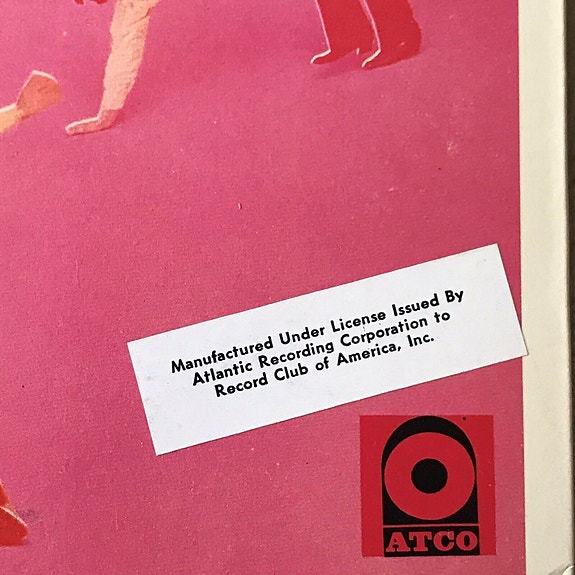 Manufactured Under License Issued By
Atlantic Recording Corporation to
Record Club of America, Inc.
ATCO